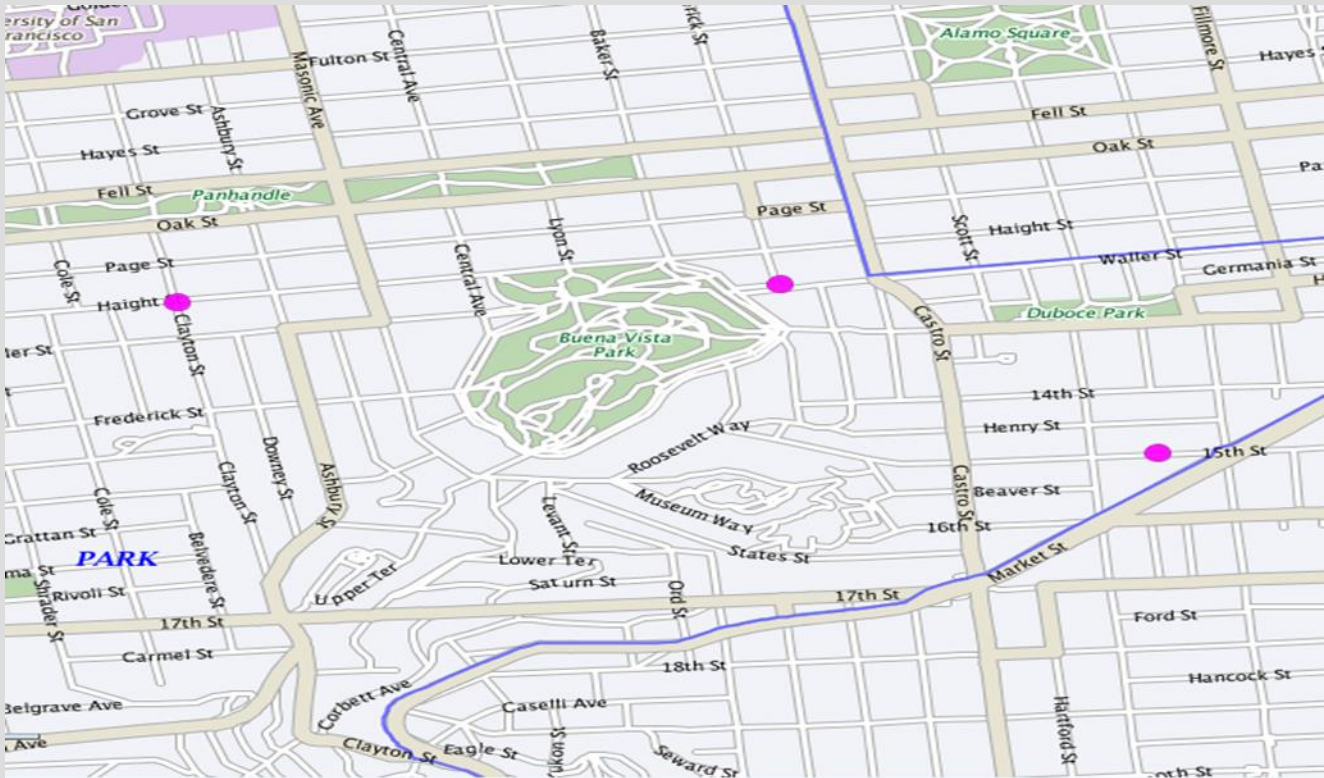 Golden
ersity of San
rancisco
Masonic Ave
Fulton St
Central Ave
Baker St
rick St
Alamo Square
Fillmore St
Hayes
Grove St
Ashbury St
Hayes St
Fell St
Oak St
Pa
Fell St
Panhandle
Oak St
Page St
Lyon St
Scott St
Haight St
Waller St
Germania St
H
Cole St
Page St
Central Ave
Haight
Clayton St
Duboce Park
Castro St
Buena Vista
Park
ler St
t
14th St
Frederick St
Henry St
Roosevelt Way
15th St
Downey St
Clayton St
Ashbury St
Castro St
Beaver St
Cole St
Museum Way
Levant St
16th St
Grattan St
PARK
Belvedere St
States St
Market St
Lower Ter
ma St
Rivoli St
Shrader St
Upper Ter
Saturn St
Ord St
17th St
17th St
Ford St
Carmel St
18th St
Hancock St
Corbett Ave
Belgrave Ave
Caselli Ave
Hartford St
Ave
Clayton St
Eagle St
Yukon St
Seward St